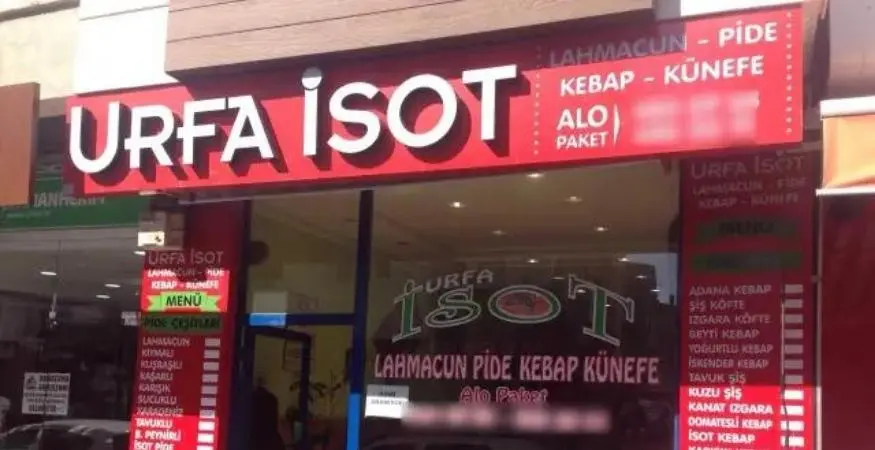 URFA İSOT
LAHMACUN - PİDE
KEBAP - KÜNEFE
ALO
PAKET
URFA İSOT
LAHMACUN - PİDE
KEBAP - KÜNEFE
MENÜ
PİDE ÇEŞİTLERİ
LAHMACUN
KIYMALI
KUŞBAŞILI
KAŞARLI
KARIŞIK
SUCUKLU
KARADENİZ
TAVUKLU
B. PEYNİRLİ
İSOT PİDE
URFA
İSOT
LAHMACUN PİDE KEBAP KÜNEFE
Alo Paket
URFA İSOT
LAHMACUN - PİDE
KEBAP - KÜNEFE
MENÜ
ADANA KEBAP
ŞİŞ KÖFTE
IZGARA KÖFTE
BEYTİ KEBAP
YOĞURTLU KEBAP
İSKENDER KEBAP
TAVUK ŞİŞ
KUZU ŞİŞ
KANAT IZGARA
DOMATESLİ KEBAP
İSOT KEBAP